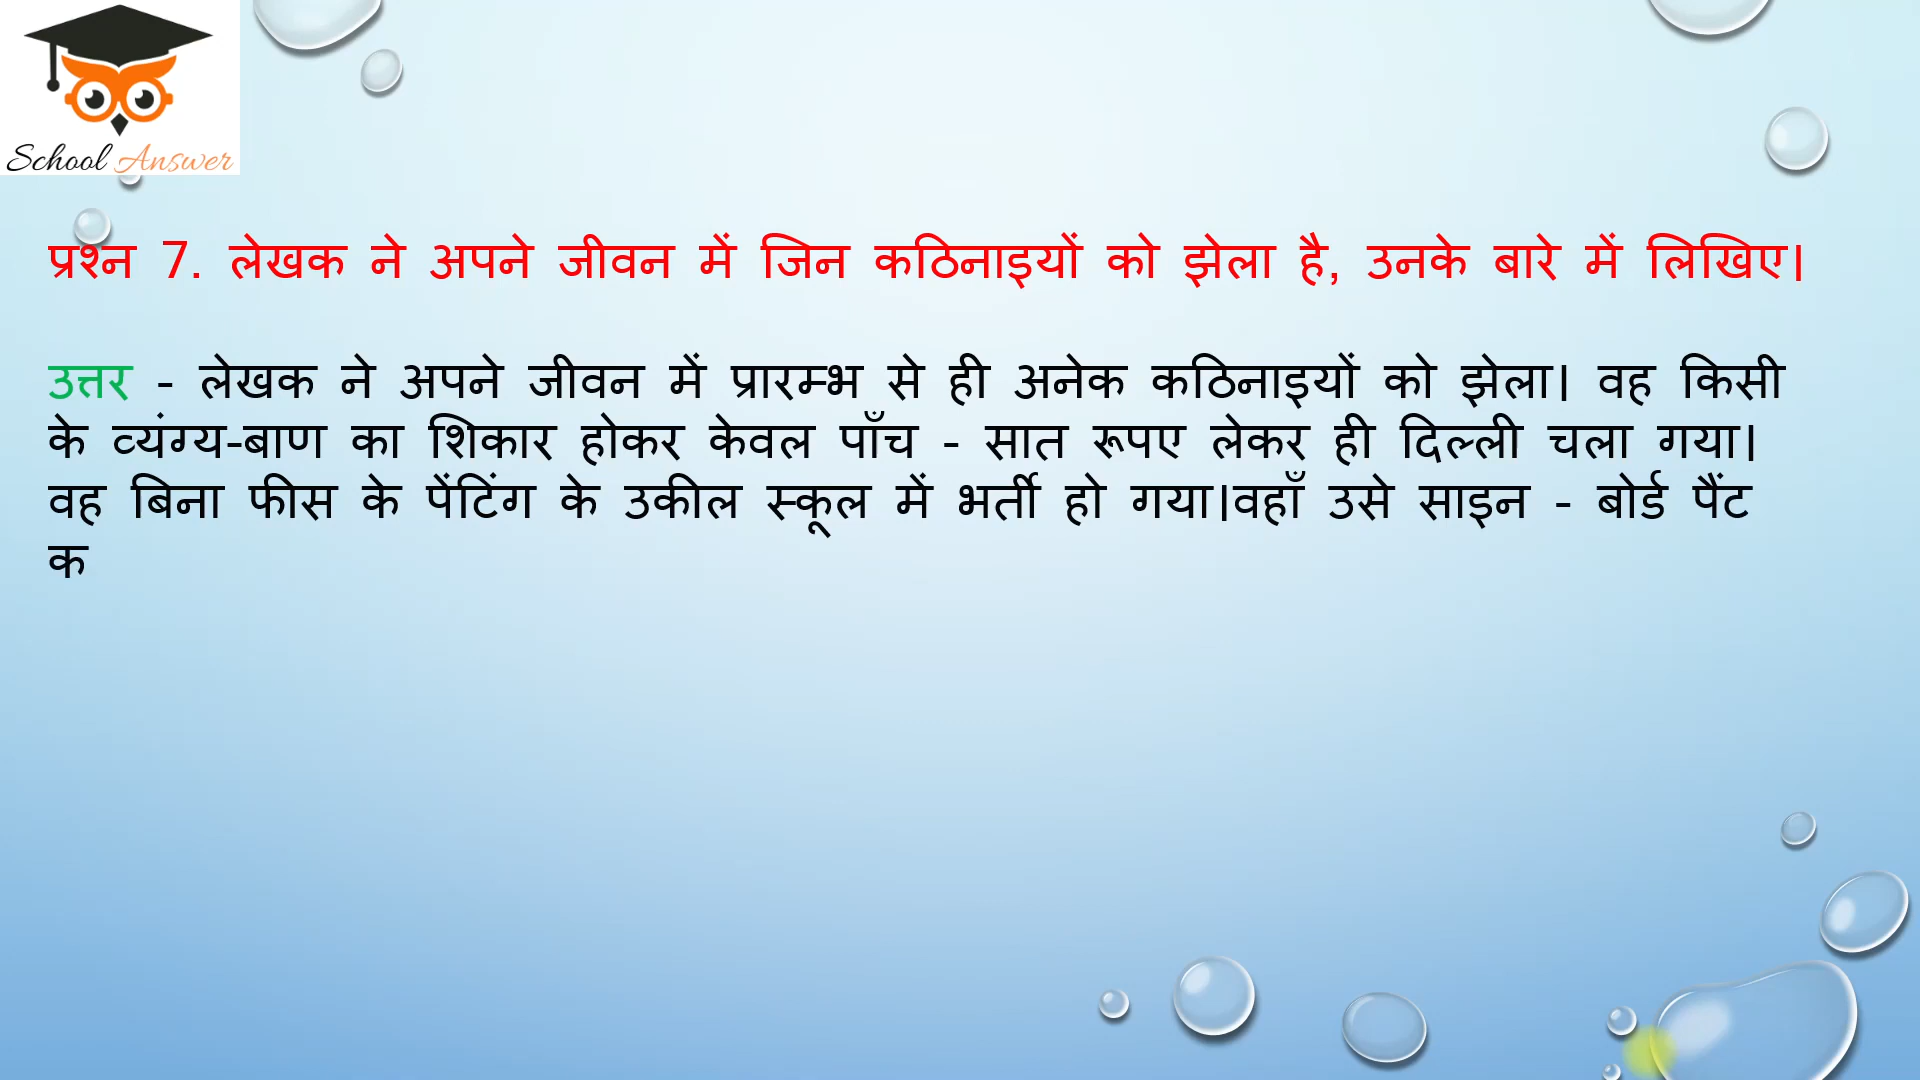 School Answer
प्रश्न 7. लेखक ने अपने जीवन में जिन कठिनाइयों को झेला है, उनके बारे में लिखिए।
उत्तर - लेखक ने अपने जीवन में प्रारम्भ से ही अनेक कठिनाइयों को झेला। वह किसी
के व्यंग्य-बाण का शिकार होकर केवल पाँच - सात रूपए लेकर ही दिल्ली चला गया।
वह बिना फीस के पेंटिंग के उकील स्कूल में भर्ती हो गया।वहाँ उसे साइन - बोर्ड पैंट
क